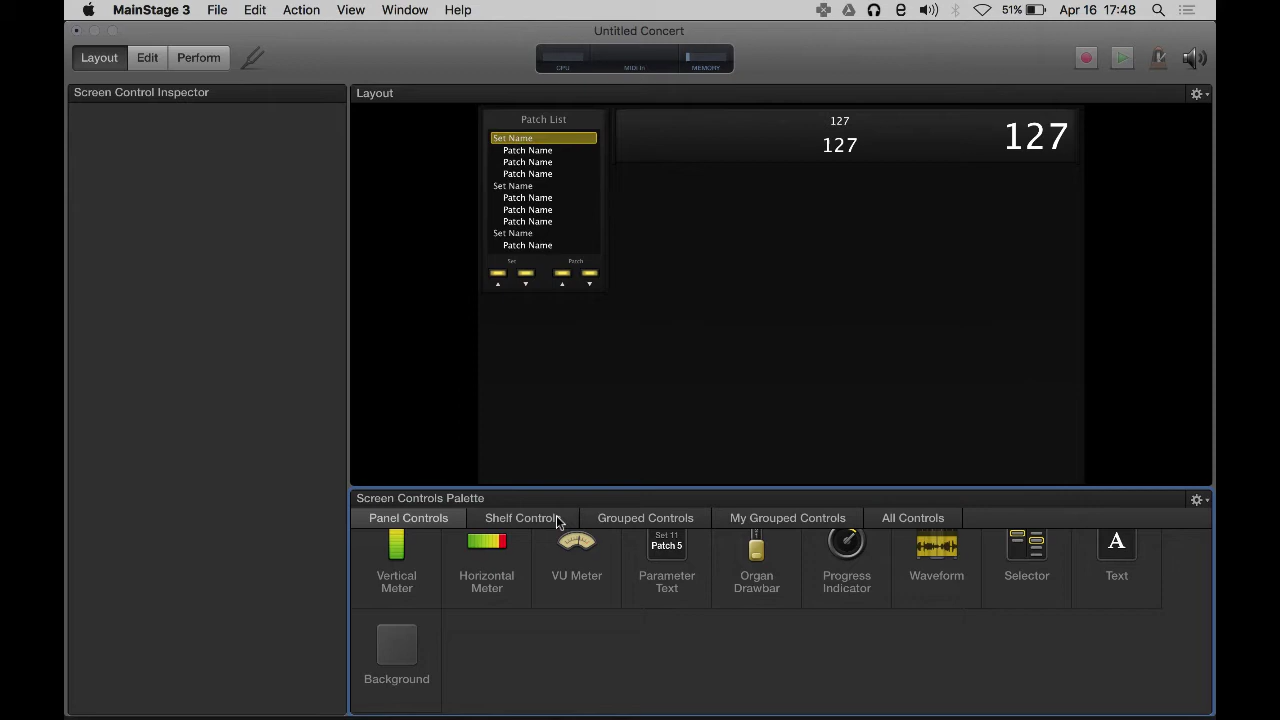 MainStage 3 File Edit Action View Window Help 51% Apr 16 17:48
Untitled Concert
Layout Edit Perform
CPU MIDI IN MEMORY
Screen Control Inspector
Layout
Patch List
Set Name
Patch Name
Patch Name
Patch Name
Set Name
Patch Name
Patch Name
Patch Name
Set Name
Patch Name
Set Patch
127
127
127
Screen Controls Palette
Panel Controls Shelf Controls Grouped Controls My Grouped Controls All Controls
Set 11
Patch 5
A
Vertical
Meter
Horizontal
Meter
VU Meter
Parameter
Text
Organ
Drawbar
Progress
Indicator
Waveform
Selector
Text
Background